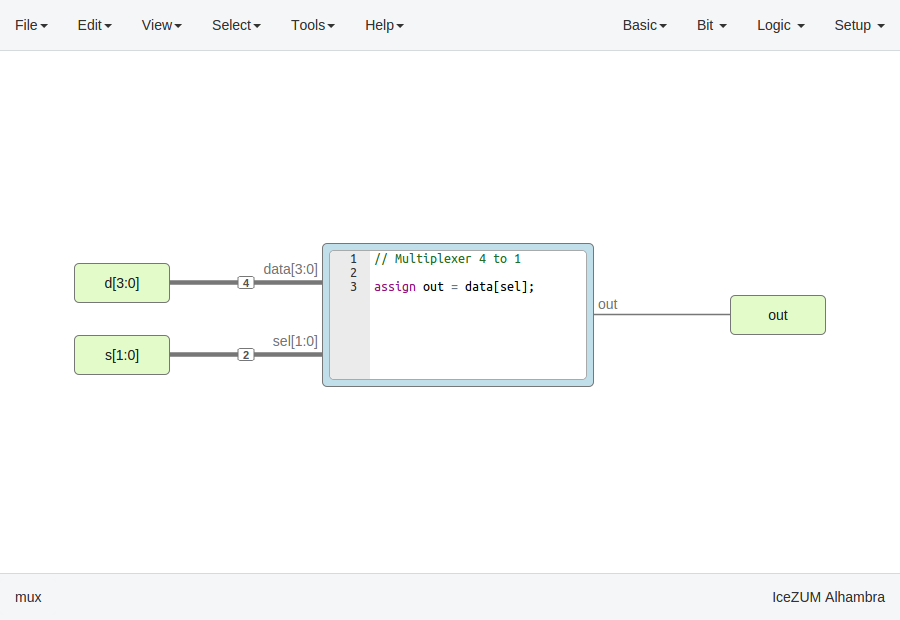 File Edit View Select Tools Help Basic Bit Logic Setup
d[3:0]
4
data[3:0]
s[1:0]
2
sel[1:0]
1 // Multiplexer 4 to 1
2
3 assign out = data[sel];
out
out
mux
IceZUM Alhambra